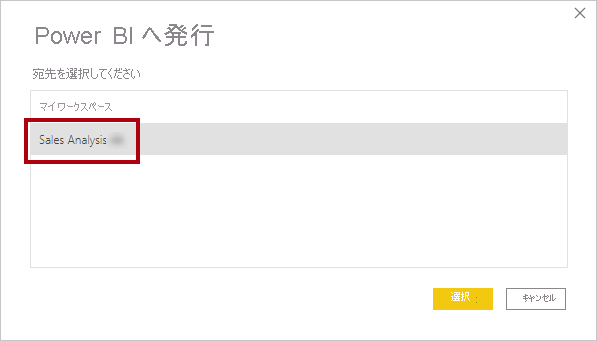 Power BI へ発行
宛先を選択してください
マイワークスペース
Sales Analysis
選択
キャンセル